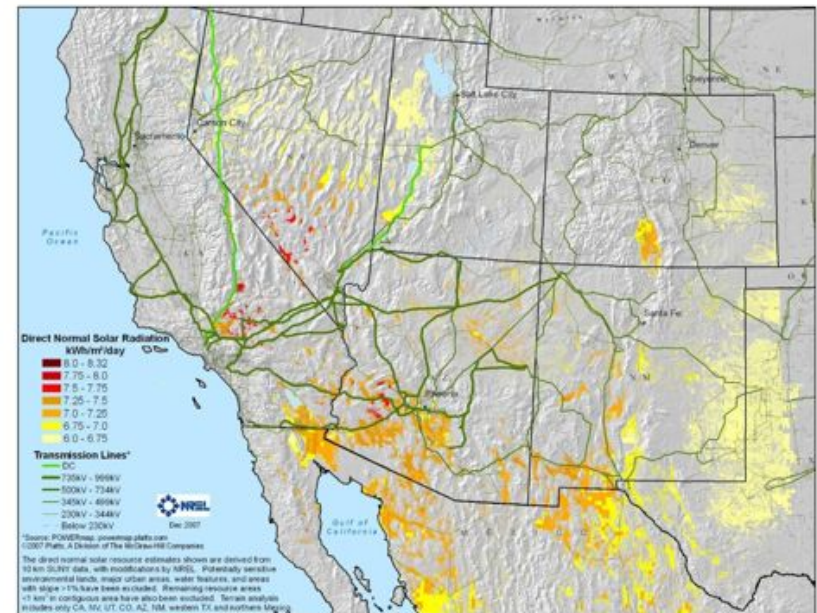 WY
NE
Cheyenne
Salt Lake City
Carson City
Sacramento
Denver
CO
Pacific
Ocean
Santa Fe
NM
Phoenix
Direct Normal Solar Radiation
kWh/m²/day
8.0 - 8.32
7.75 - 8.0
7.5 - 7.75
7.25 - 7.5
7.0 - 7.25
6.75 - 7.0
6.0 - 6.75
Transmission Lines*
DC
735kV - 999kV
500kV - 734kV
345kV - 499kV
230kV - 344kV
Below 230kV
NREL
Dec 2007
Gulf of
California
*Source: POWERmap, powermap.platts.com
©2007 Platts, A Division of The McGraw-Hill Companies
The direct normal solar resource estimates shown are derived from
10 km SUNY data, with modifications by NREL. Potentially sensitive
environmental lands, major urban areas, water features, and areas
with slope > 1% have been excluded. Remaining resource areas
<1 km² in contiguous area have also been excluded. Terrain analysis
includes only CA, NV, UT, CO, AZ, NM, western TX and northern Mexico.